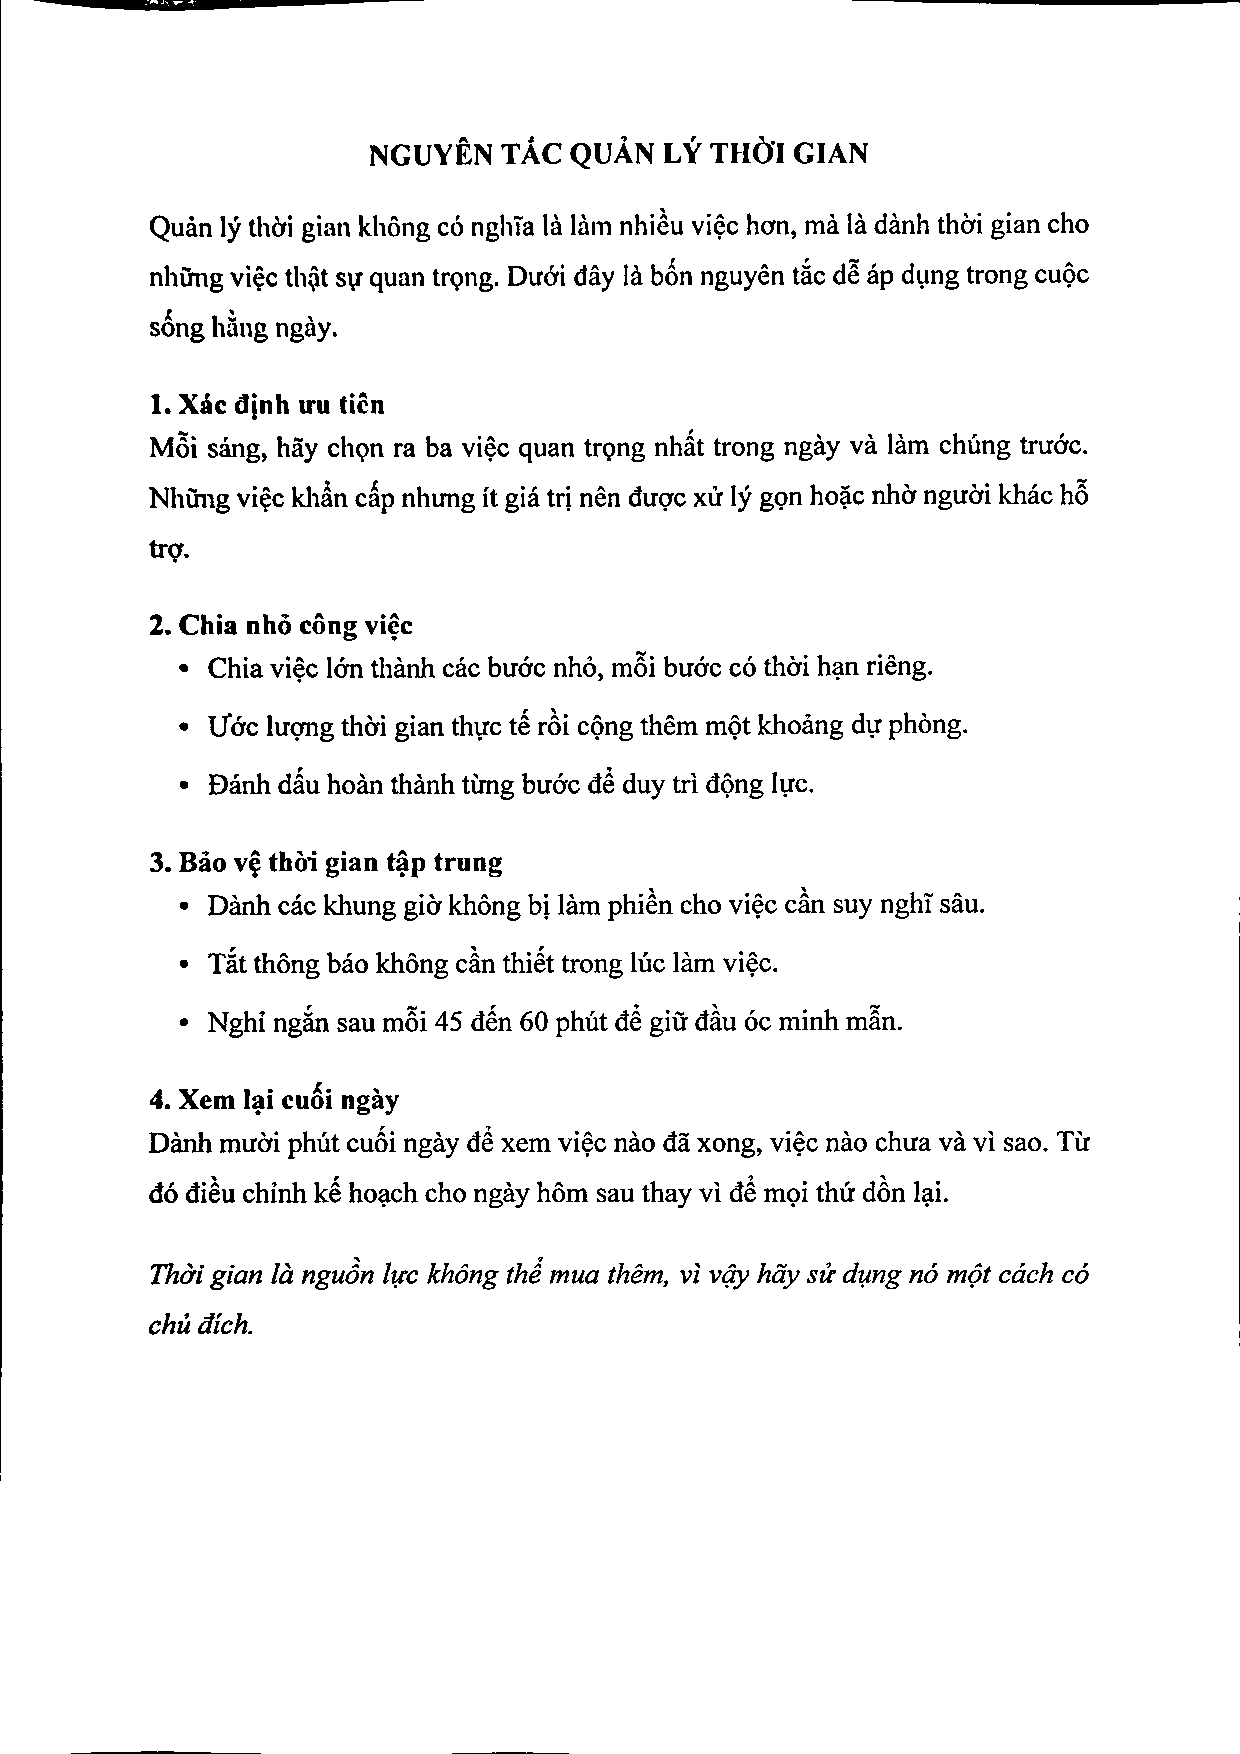 NGUYÊN TẮC QUẢN LÝ THỜI GIAN
Quản lý thời gian không có nghĩa là làm nhiều việc hơn, mà là dành thời gian cho
những việc thật sự quan trọng. Dưới đây là bốn nguyên tắc dễ áp dụng trong cuộc
sống hằng ngày.
1. Xác định ưu tiên
Mỗi sáng, hãy chọn ra ba việc quan trọng nhất trong ngày và làm chúng trước.
Những việc khẩn cấp nhưng ít giá trị nên được xử lý gọn hoặc nhờ người khác hỗ
trợ.
2. Chia nhỏ công việc
• Chia việc lớn thành các bước nhỏ, mỗi bước có thời hạn riêng.
• Ước lượng thời gian thực tế rồi cộng thêm một khoảng dự phòng.
• Đánh dấu hoàn thành từng bước để duy trì động lực.
3. Bảo vệ thời gian tập trung
• Dành các khung giờ không bị làm phiền cho việc cần suy nghĩ sâu.
• Tắt thông báo không cần thiết trong lúc làm việc.
• Nghỉ ngắn sau mỗi 45 đến 60 phút để giữ đầu óc minh mẫn.
4. Xem lại cuối ngày
Dành mười phút cuối ngày để xem việc nào đã xong, việc nào chưa và vì sao. Từ
đó điều chỉnh kế hoạch cho ngày hôm sau thay vì để mọi thứ dồn lại.
Thời gian là nguồn lực không thể mua thêm, vì vậy hãy sử dụng nó một cách có
chủ đích.